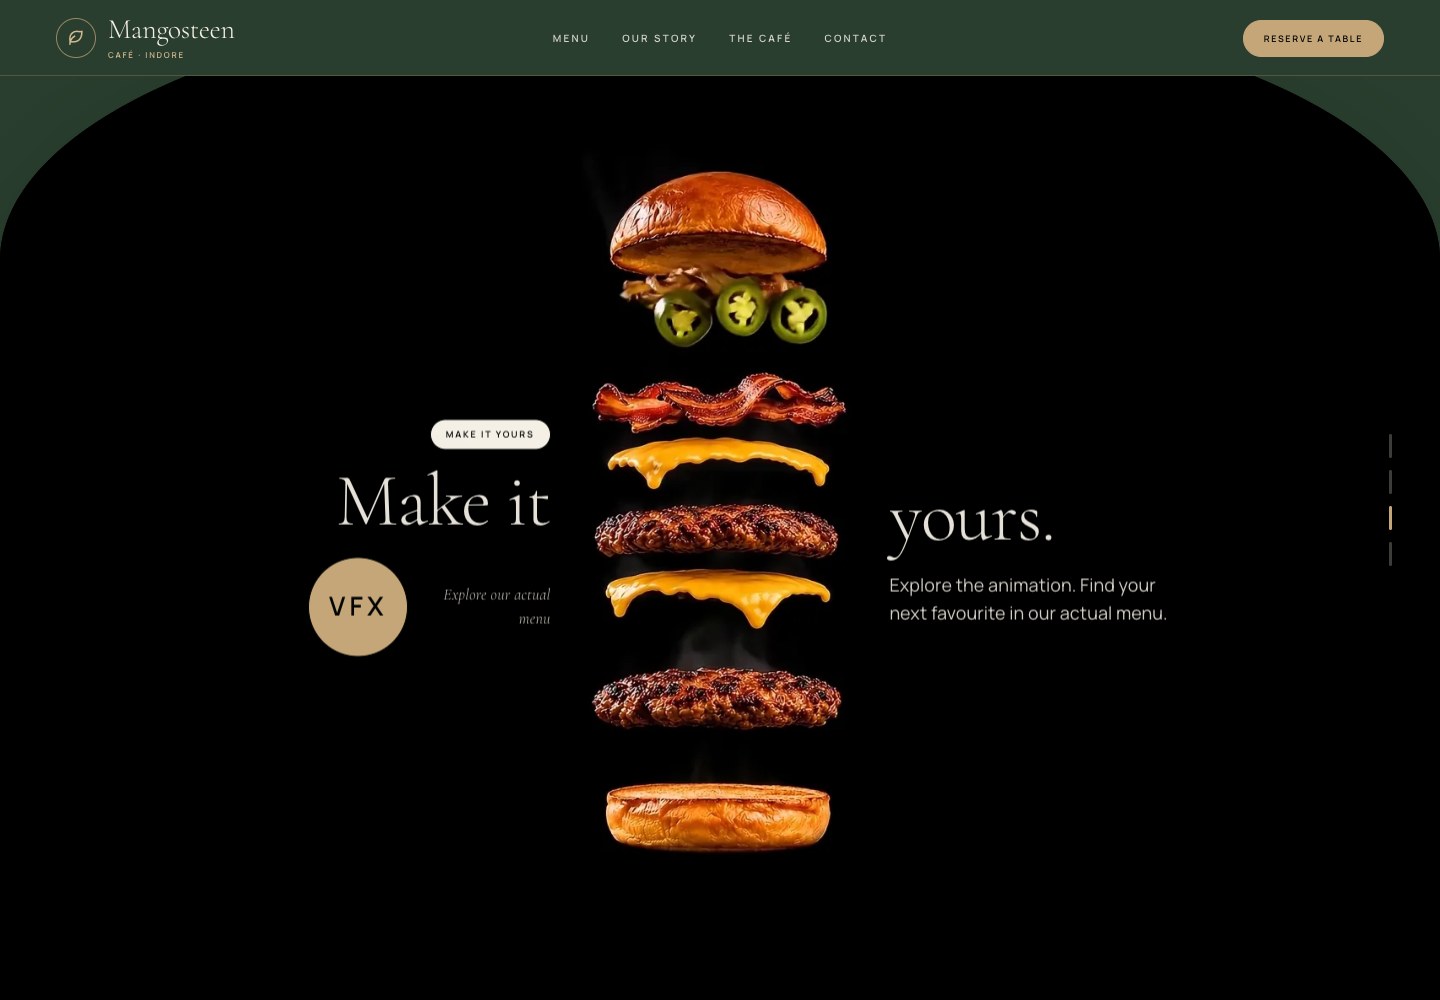 Mangosteen
CAFÉ · INDORE
MENU
OUR STORY
THE CAFÉ
CONTACT
RESERVE A TABLE
MAKE IT YOURS
Make it
yours.
VFX
Explore our actual
menu
Explore the animation. Find your
next favourite in our actual menu.